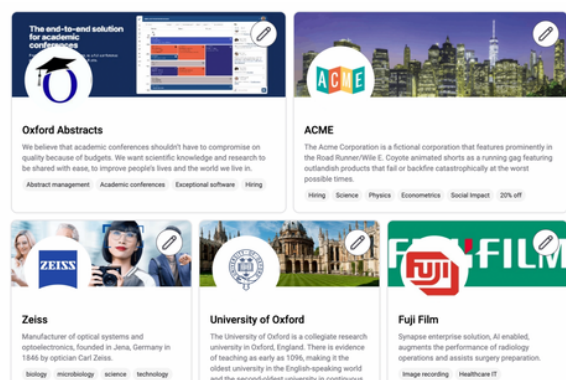 The end-to-end solution
for academic
conferences
O
Oxford Abstracts
We believe that academic conferences shouldn't have to compromise on
quality because of budgets. We want scientific knowledge and research to
be shared with ease, to improve people's lives and the world we live in.
Abstract management Academic conferences Exceptional software Hiring
ACME
ACME
The Acme Corporation is a fictional corporation that features prominently in
the Road Runner/Wile E. Coyote animated shorts as a running gag featuring
outlandish products that fail or backfire catastrophically at the worst
possible times.
Hiring Science Physics Econometrics Social Impact 20% off
ZEISS
Zeiss
Manufacturer of optical systems and
optoelectronics, founded in Jena, Germany in
1846 by optician Carl Zeiss.
biology microbiology science technology
University of Oxford
The University of Oxford is a collegiate research
university in Oxford, England. There is evidence
of teaching as early as 1096, making it the
oldest university in the English-speaking world
and the second-oldest university in continuous
FUJIFILM
FUJI
Fuji Film
Synapse enterprise solution, AI enabled,
augments the performance of radiology
operations and assists surgery preparation.
Image recording Healthcare IT